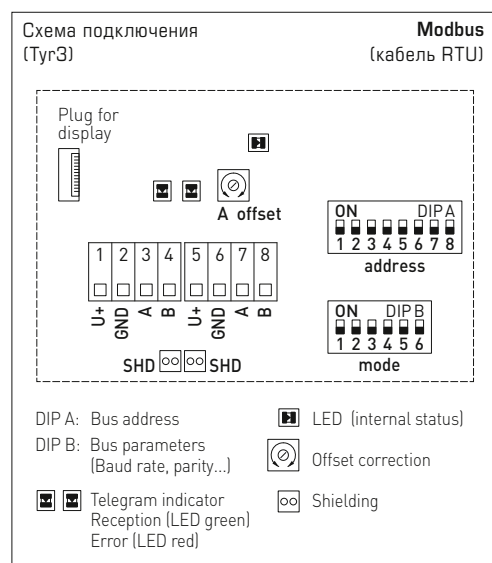 Схема подключения Modbus
(Tyr3) (кабель RTU)
Plug for
display
A offset
ON DIP A
1 2 3 4 5 6 7 8
address
1 2 3 4 5 6 7 8
U+ GND A B U+ GND A B
ON DIP B
1 2 3 4 5 6
mode
SHD SHD
DIP A: Bus address
DIP B: Bus parameters
(Baud rate, parity...)
Telegram indicator
Reception (LED green)
Error (LED red)
LED (internal status)
Offset correction
Shielding